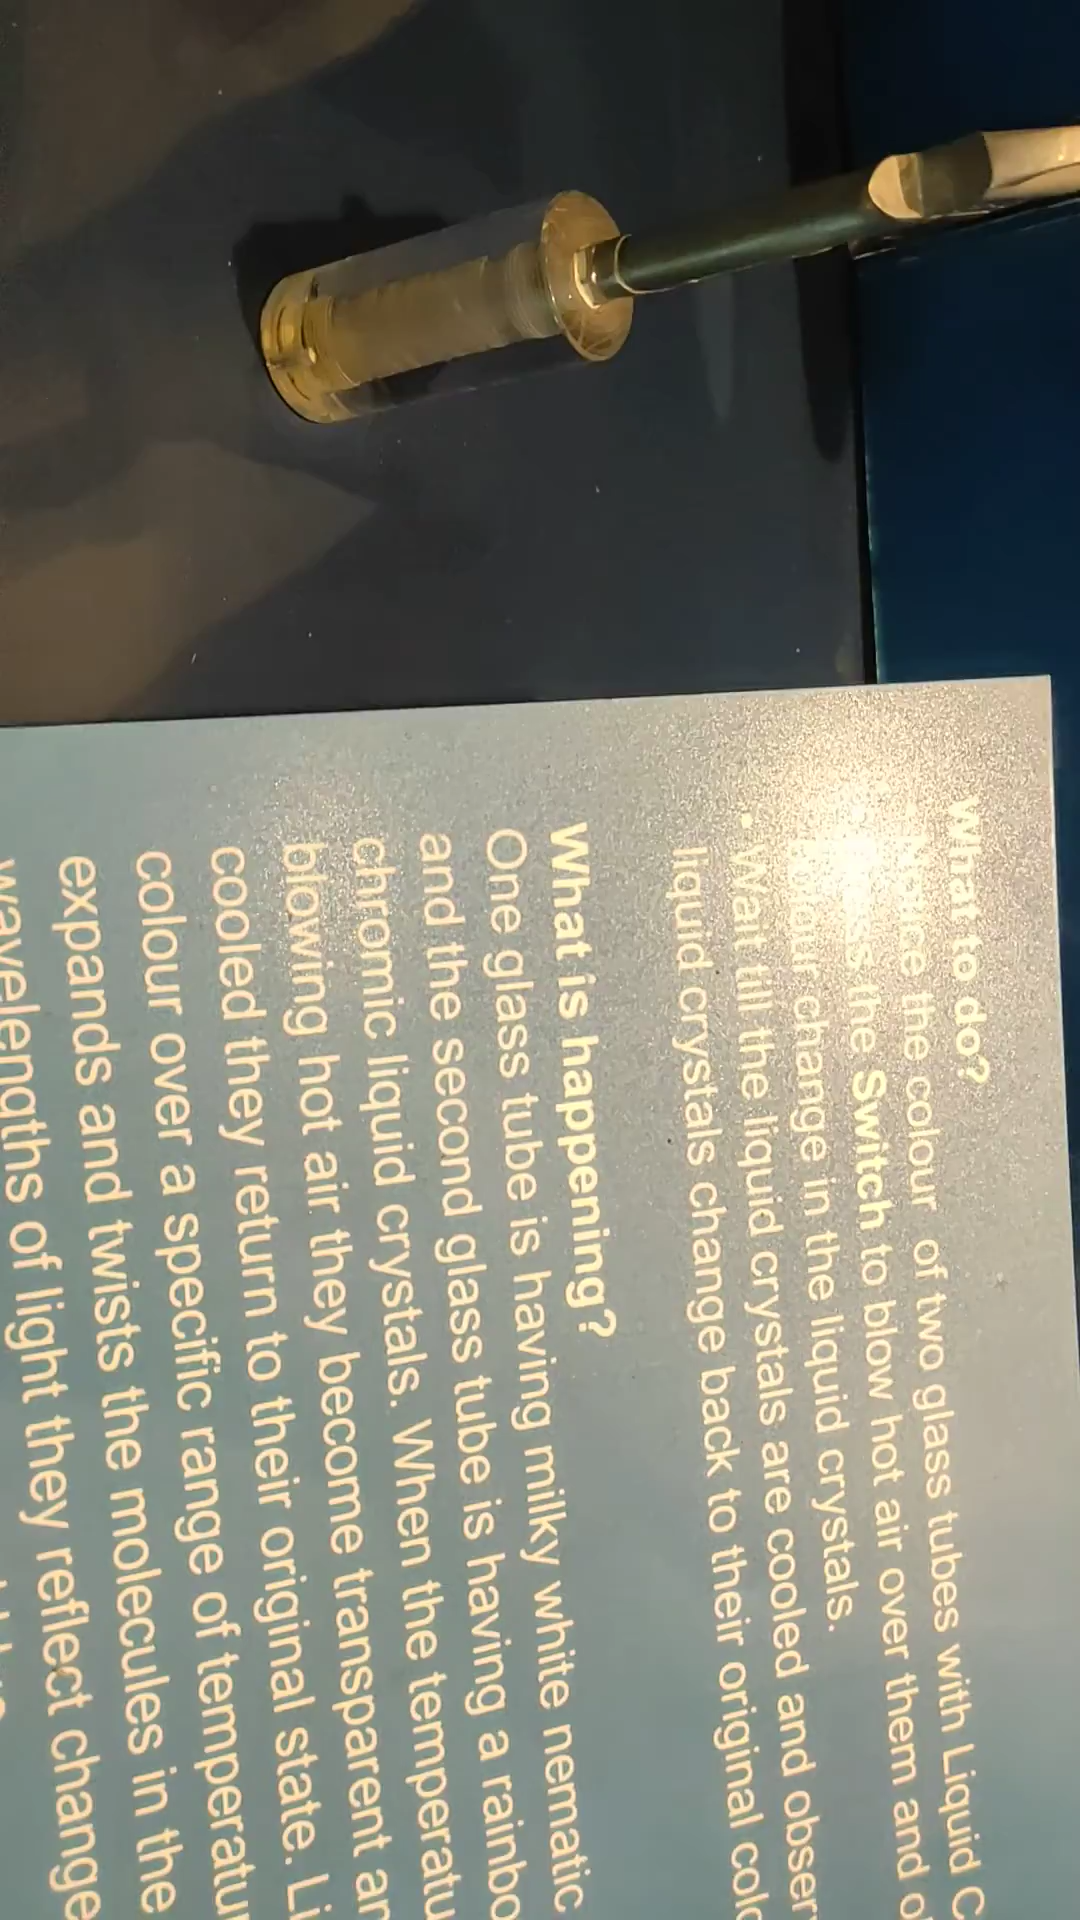 What to do?
the colour of two glass tubes with Liquid C
the Switch to blow hot air over them and o
change in the liquid crystals.
• Wait till the liquid crystals are cooled and obser
liquid crystals change back to their original colo
What is happening?
One glass tube is having milky white nematic
and the second glass tube is having a rainbo
chromic liquid crystals. When the temperatu
blowing hot air they become transparent an
cooled they return to their original state. Li
colour over a specific range of temperatur
expands and twists the molecules in the
wavelengths of light they reflect change